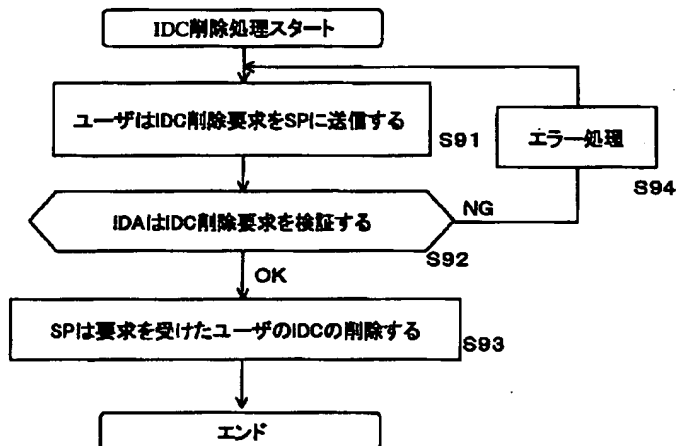 IDC削除処理スタート
ユーザはIDC削除要求をSPに送信する
S91
エラー処理
S94
IDAはIDC削除要求を検証する
NG
S92
OK
SPは要求を受けたユーザのIDCの削除する
S93
エンド